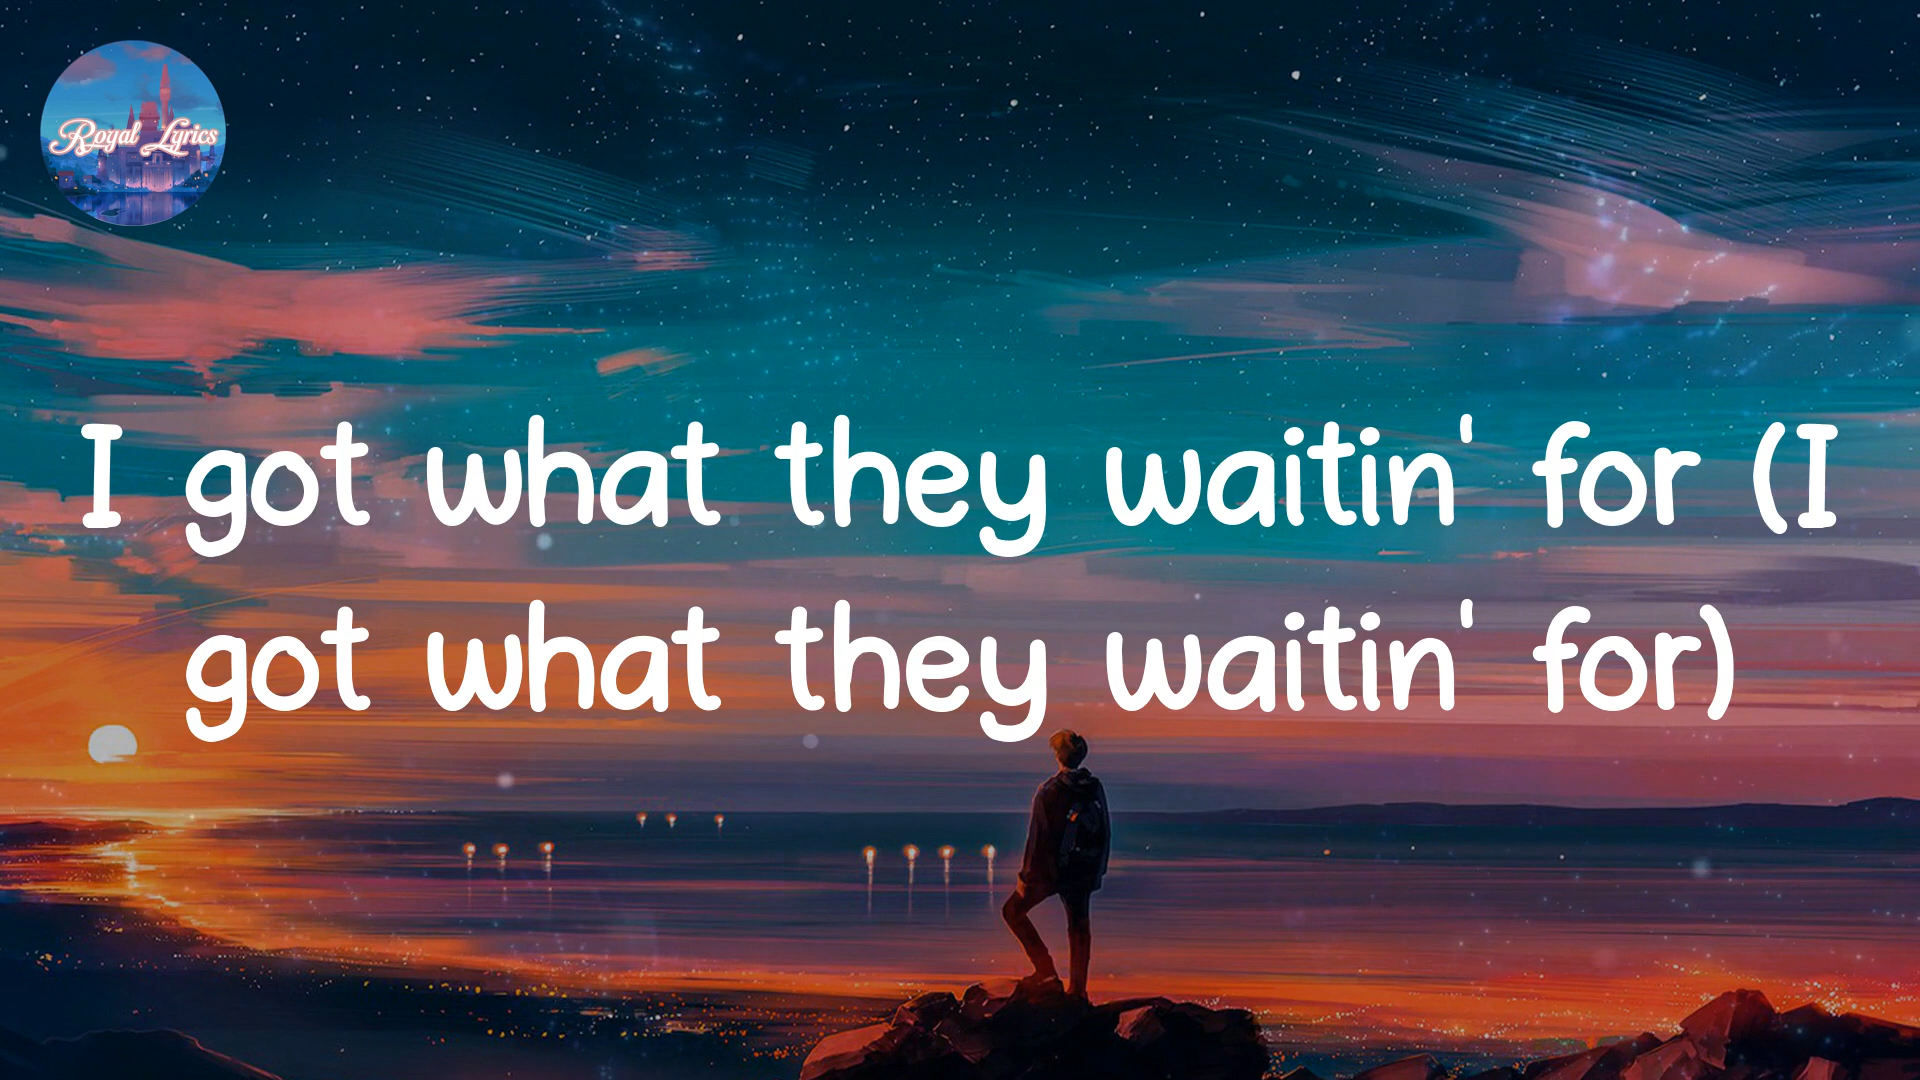 Royal Lyrics
I got what they waitin' for (I
got what they waitin' for)